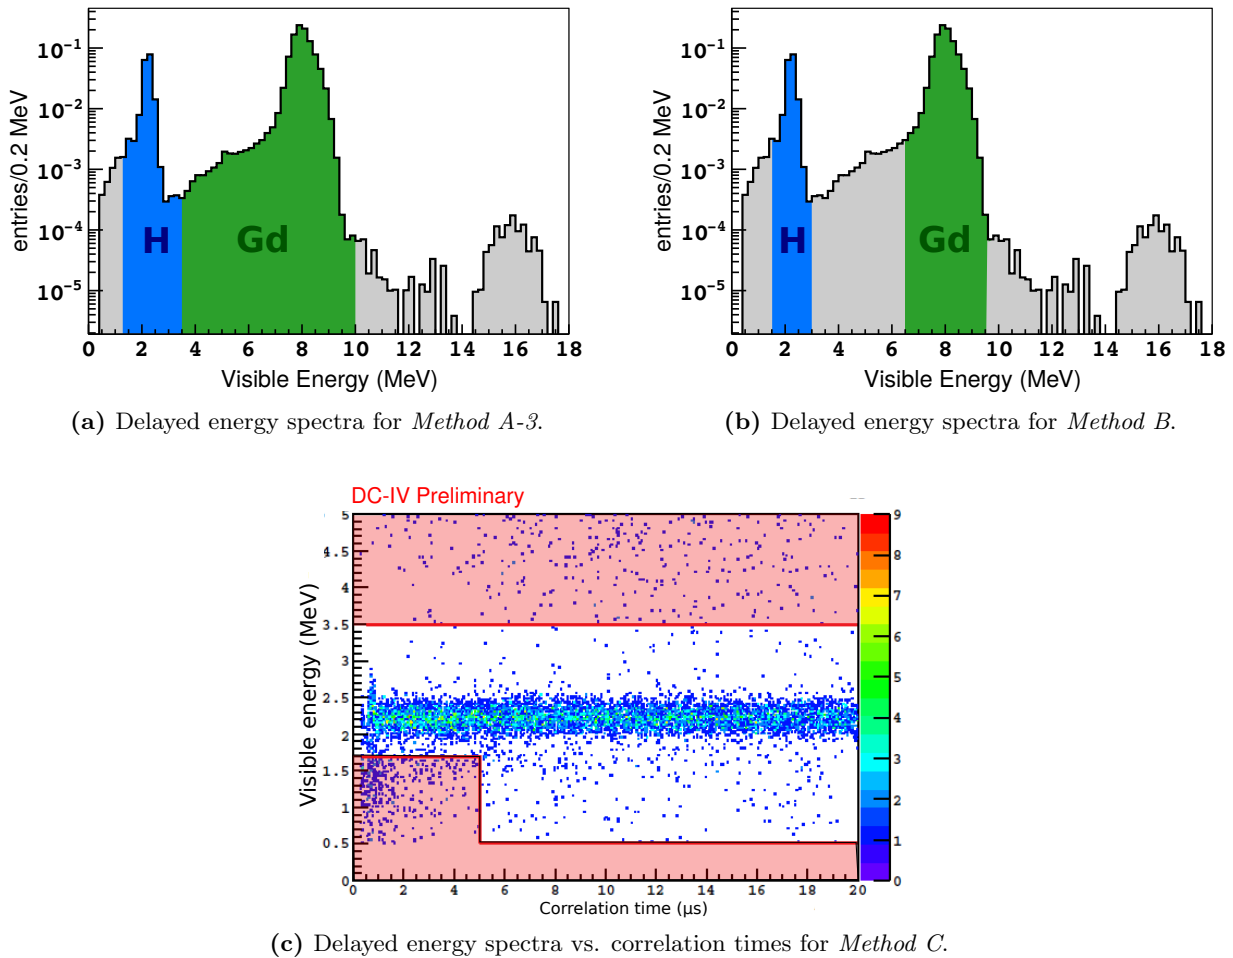 10⁻¹
10⁻²
10⁻³
10⁻⁴
10⁻⁵
entries/0.2 MeV
H
Gd
0 2 4 6 8 10 12 14 16 18
Visible Energy (MeV)
(a) Delayed energy spectra for Method A-3.
10⁻¹
10⁻²
10⁻³
10⁻⁴
10⁻⁵
entries/0.2 MeV
H
Gd
0 2 4 6 8 10 12 14 16 18
Visible Energy (MeV)
(b) Delayed energy spectra for Method B.
DC-IV Preliminary
5
4.5
4
3.5
3
2.5
2
1.5
1
0.5
0
Visible energy (MeV)
0 2 4 6 8 10 12 14 16 18 20
Correlation time (µs)
9
8
7
6
5
4
3
2
1
0
(c) Delayed energy spectra vs. correlation times for Method C.